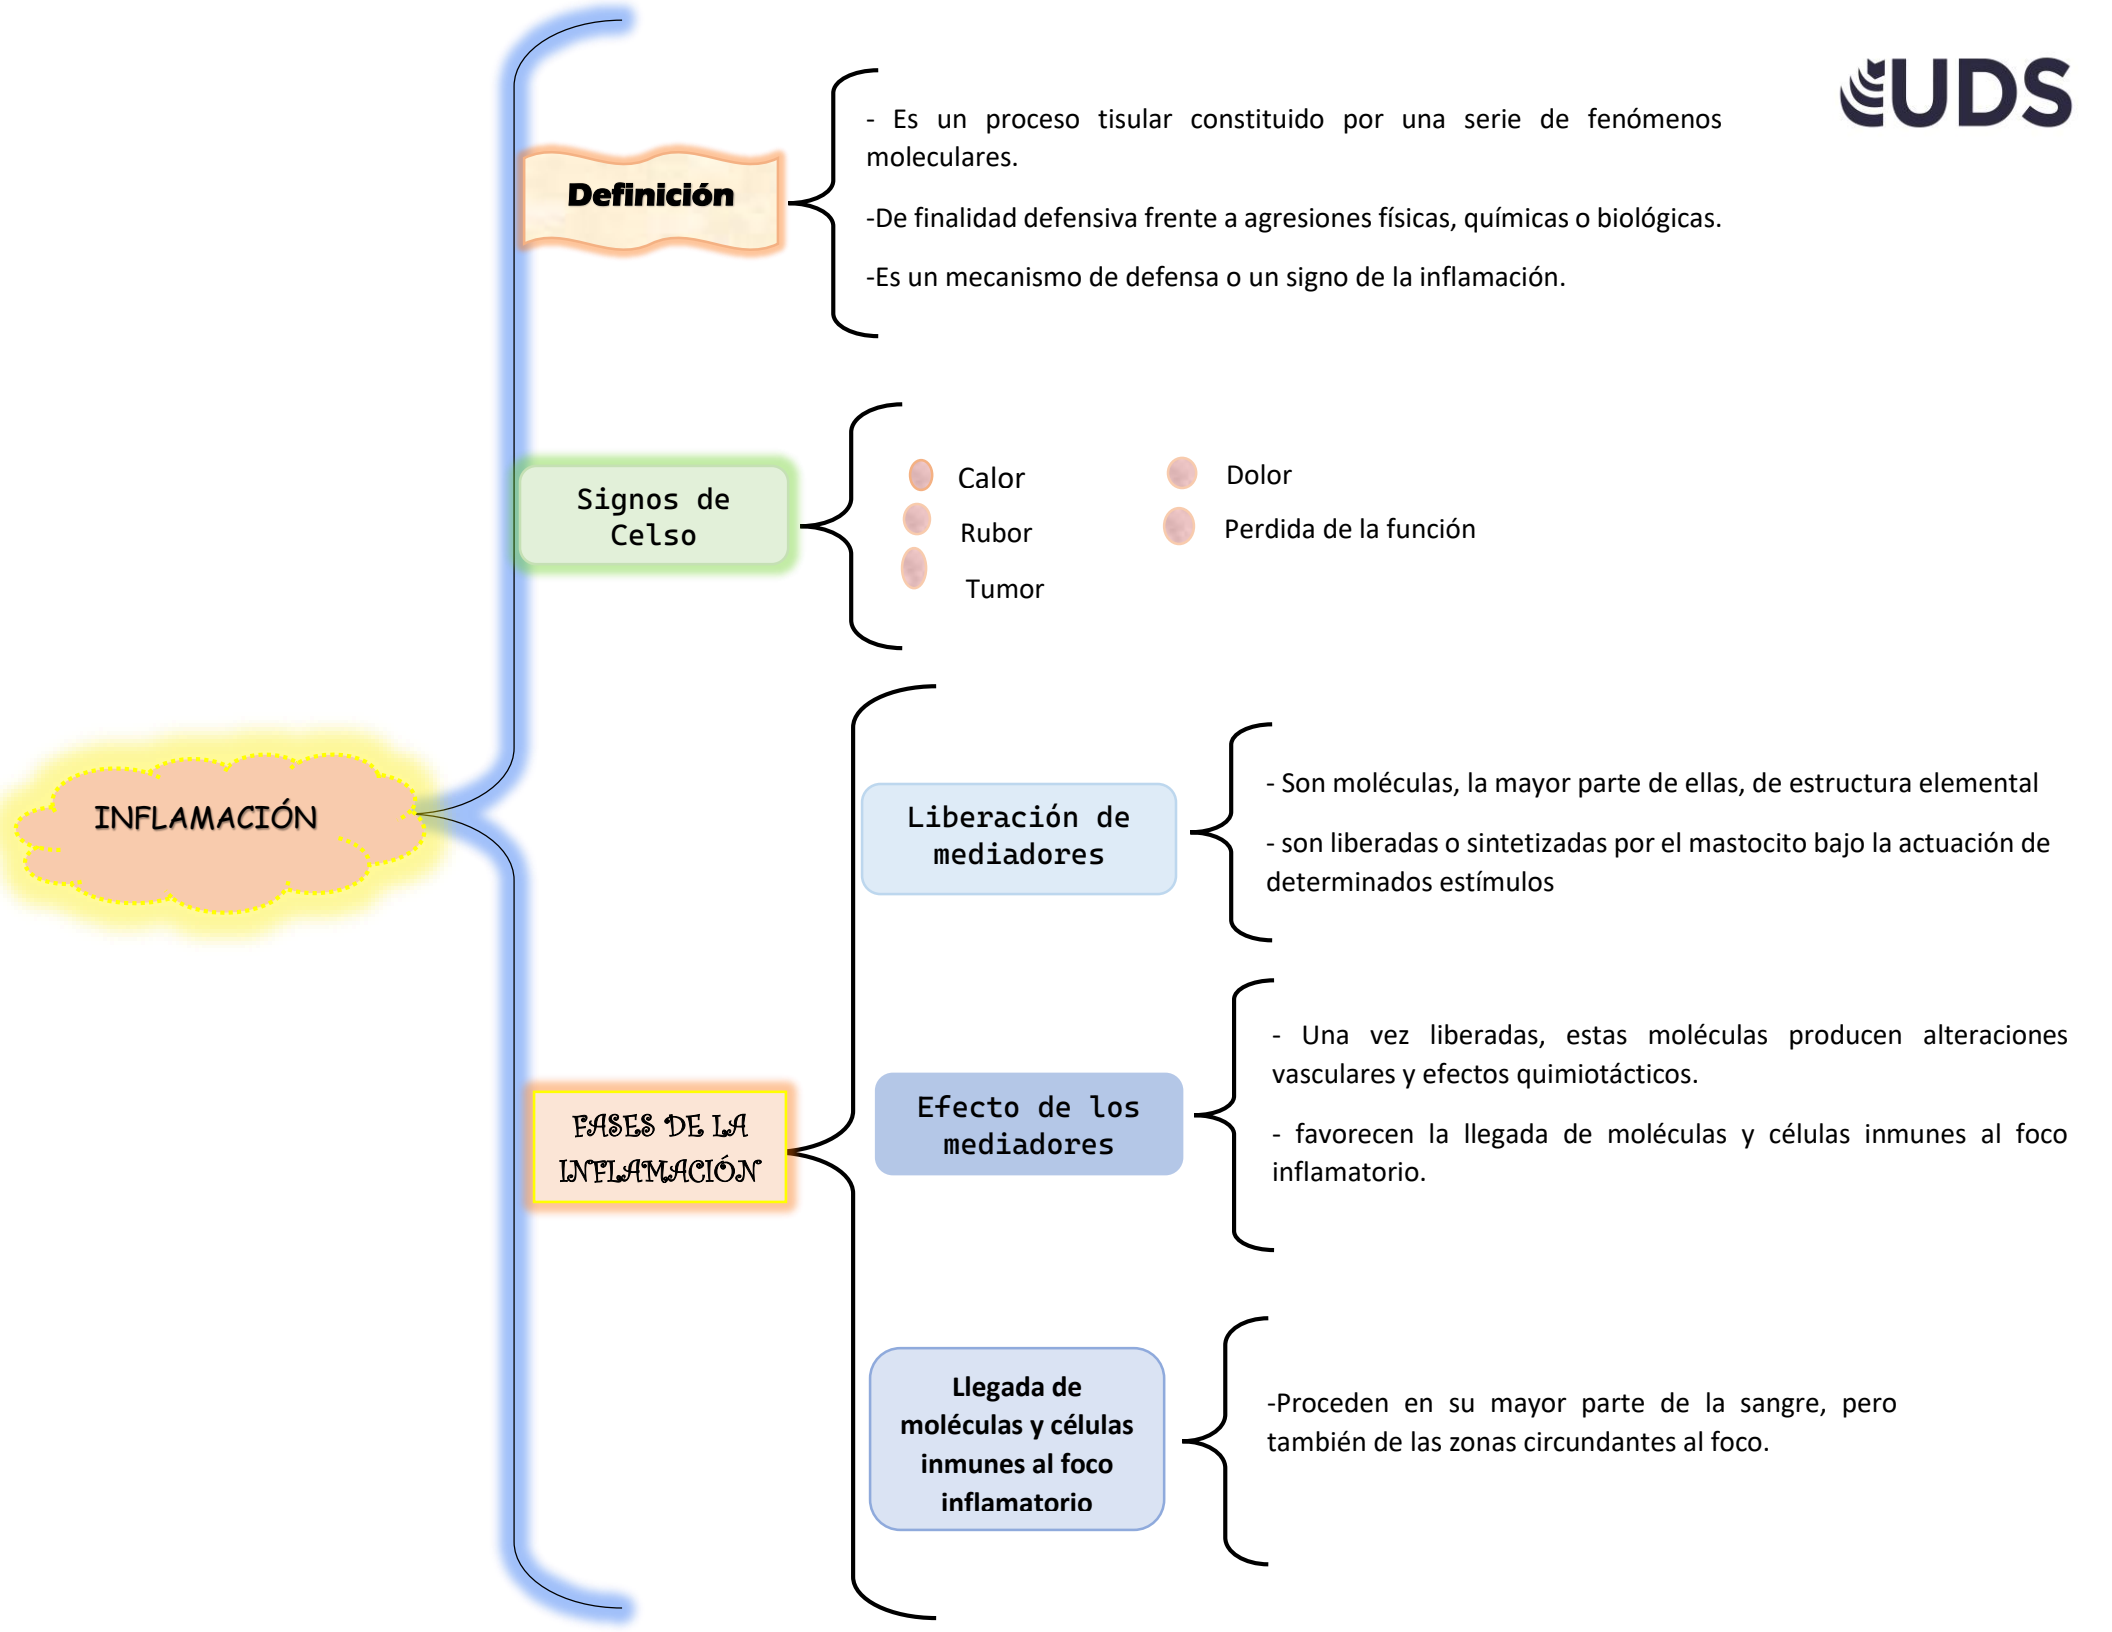 UDS
- Es un proceso tisular constituido por una serie de fenómenos
moleculares.
Definición
-De finalidad defensiva frente a agresiones físicas, químicas o biológicas.
-Es un mecanismo de defensa o un signo de la inflamación.
Signos de
Celso
Calor
Rubor
Tumor
Dolor
Perdida de la función
INFLAMACIÓN
FASES DE LA
INFLAMACIÓN
Liberación de
mediadores
- Son moléculas, la mayor parte de ellas, de estructura elemental
- son liberadas o sintetizadas por el mastocito bajo la actuación de
determinados estímulos
Efecto de los
mediadores
- Una vez liberadas, estas moléculas producen alteraciones
vasculares y efectos quimiotácticos.
- favorecen la llegada de moléculas y células inmunes al foco
inflamatorio.
Llegada de
moléculas y células
inmunes al foco
inflamatorio
-Proceden en su mayor parte de la sangre, pero
también de las zonas circundantes al foco.